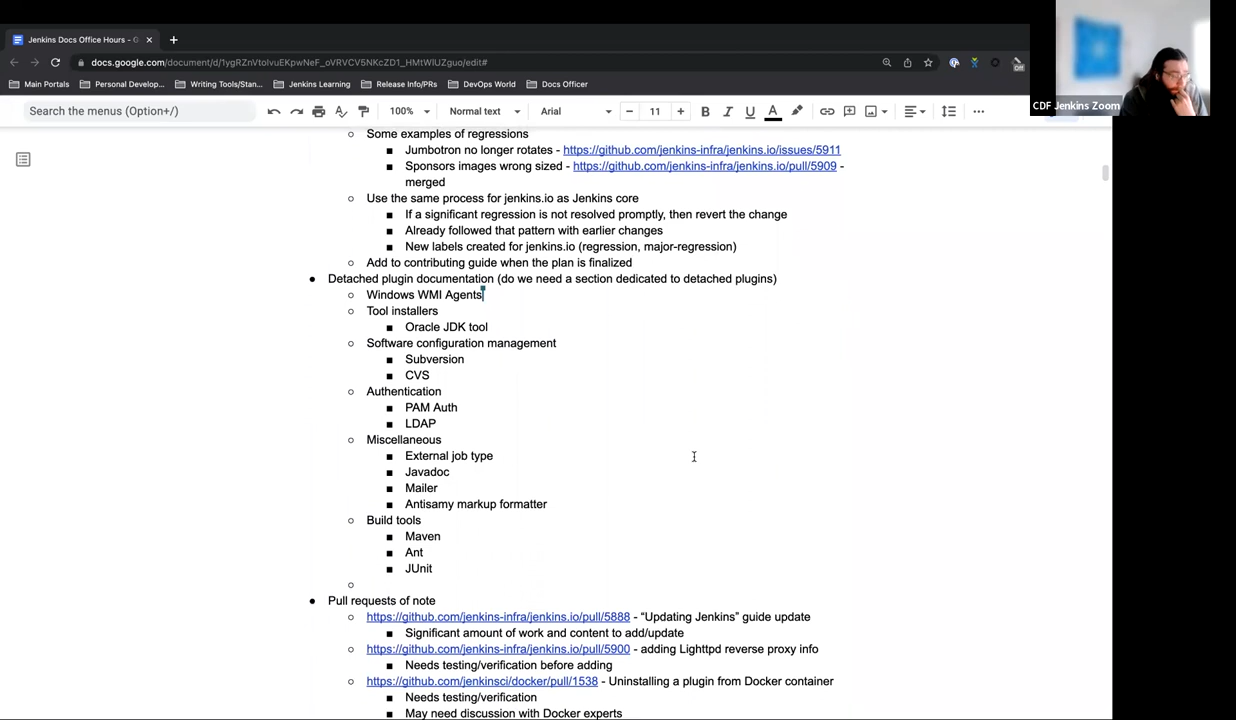 Jenkins Docs Office Hours - G
docs.google.com/document/d/1ygRZnVtolvuEKpwNeF_oVRVCV5NKcZD1_HMtWlUZguo/edit#
Main Portals
Personal Develop...
Writing Tools/Stan...
Jenkins Learning
Release Info/PRs
DevOps World
Docs Officer
CDF Jenkins Zoom
Search the menus (Option+/)
100%
Normal text
Arial
11
Some examples of regressions
Jumbotron no longer rotates - https://github.com/jenkins-infra/jenkins.io/issues/5911
Sponsors images wrong sized - https://github.com/jenkins-infra/jenkins.io/pull/5909 -
merged
Use the same process for jenkins.io as Jenkins core
If a significant regression is not resolved promptly, then revert the change
Already followed that pattern with earlier changes
New labels created for jenkins.io (regression, major-regression)
Add to contributing guide when the plan is finalized
Detached plugin documentation (do we need a section dedicated to detached plugins)
Windows WMI Agents
Tool installers
Oracle JDK tool
Software configuration management
Subversion
CVS
Authentication
PAM Auth
LDAP
Miscellaneous
External job type
Javadoc
Mailer
Antisamy markup formatter
Build tools
Maven
Ant
JUnit
Pull requests of note
https://github.com/jenkins-infra/jenkins.io/pull/5888 - “Updating Jenkins” guide update
Significant amount of work and content to add/update
https://github.com/jenkins-infra/jenkins.io/pull/5900 - adding Lighttpd reverse proxy info
Needs testing/verification before adding
https://github.com/jenkinsci/docker/pull/1538 - Uninstalling a plugin from Docker container
Needs testing/verification
May need discussion with Docker experts